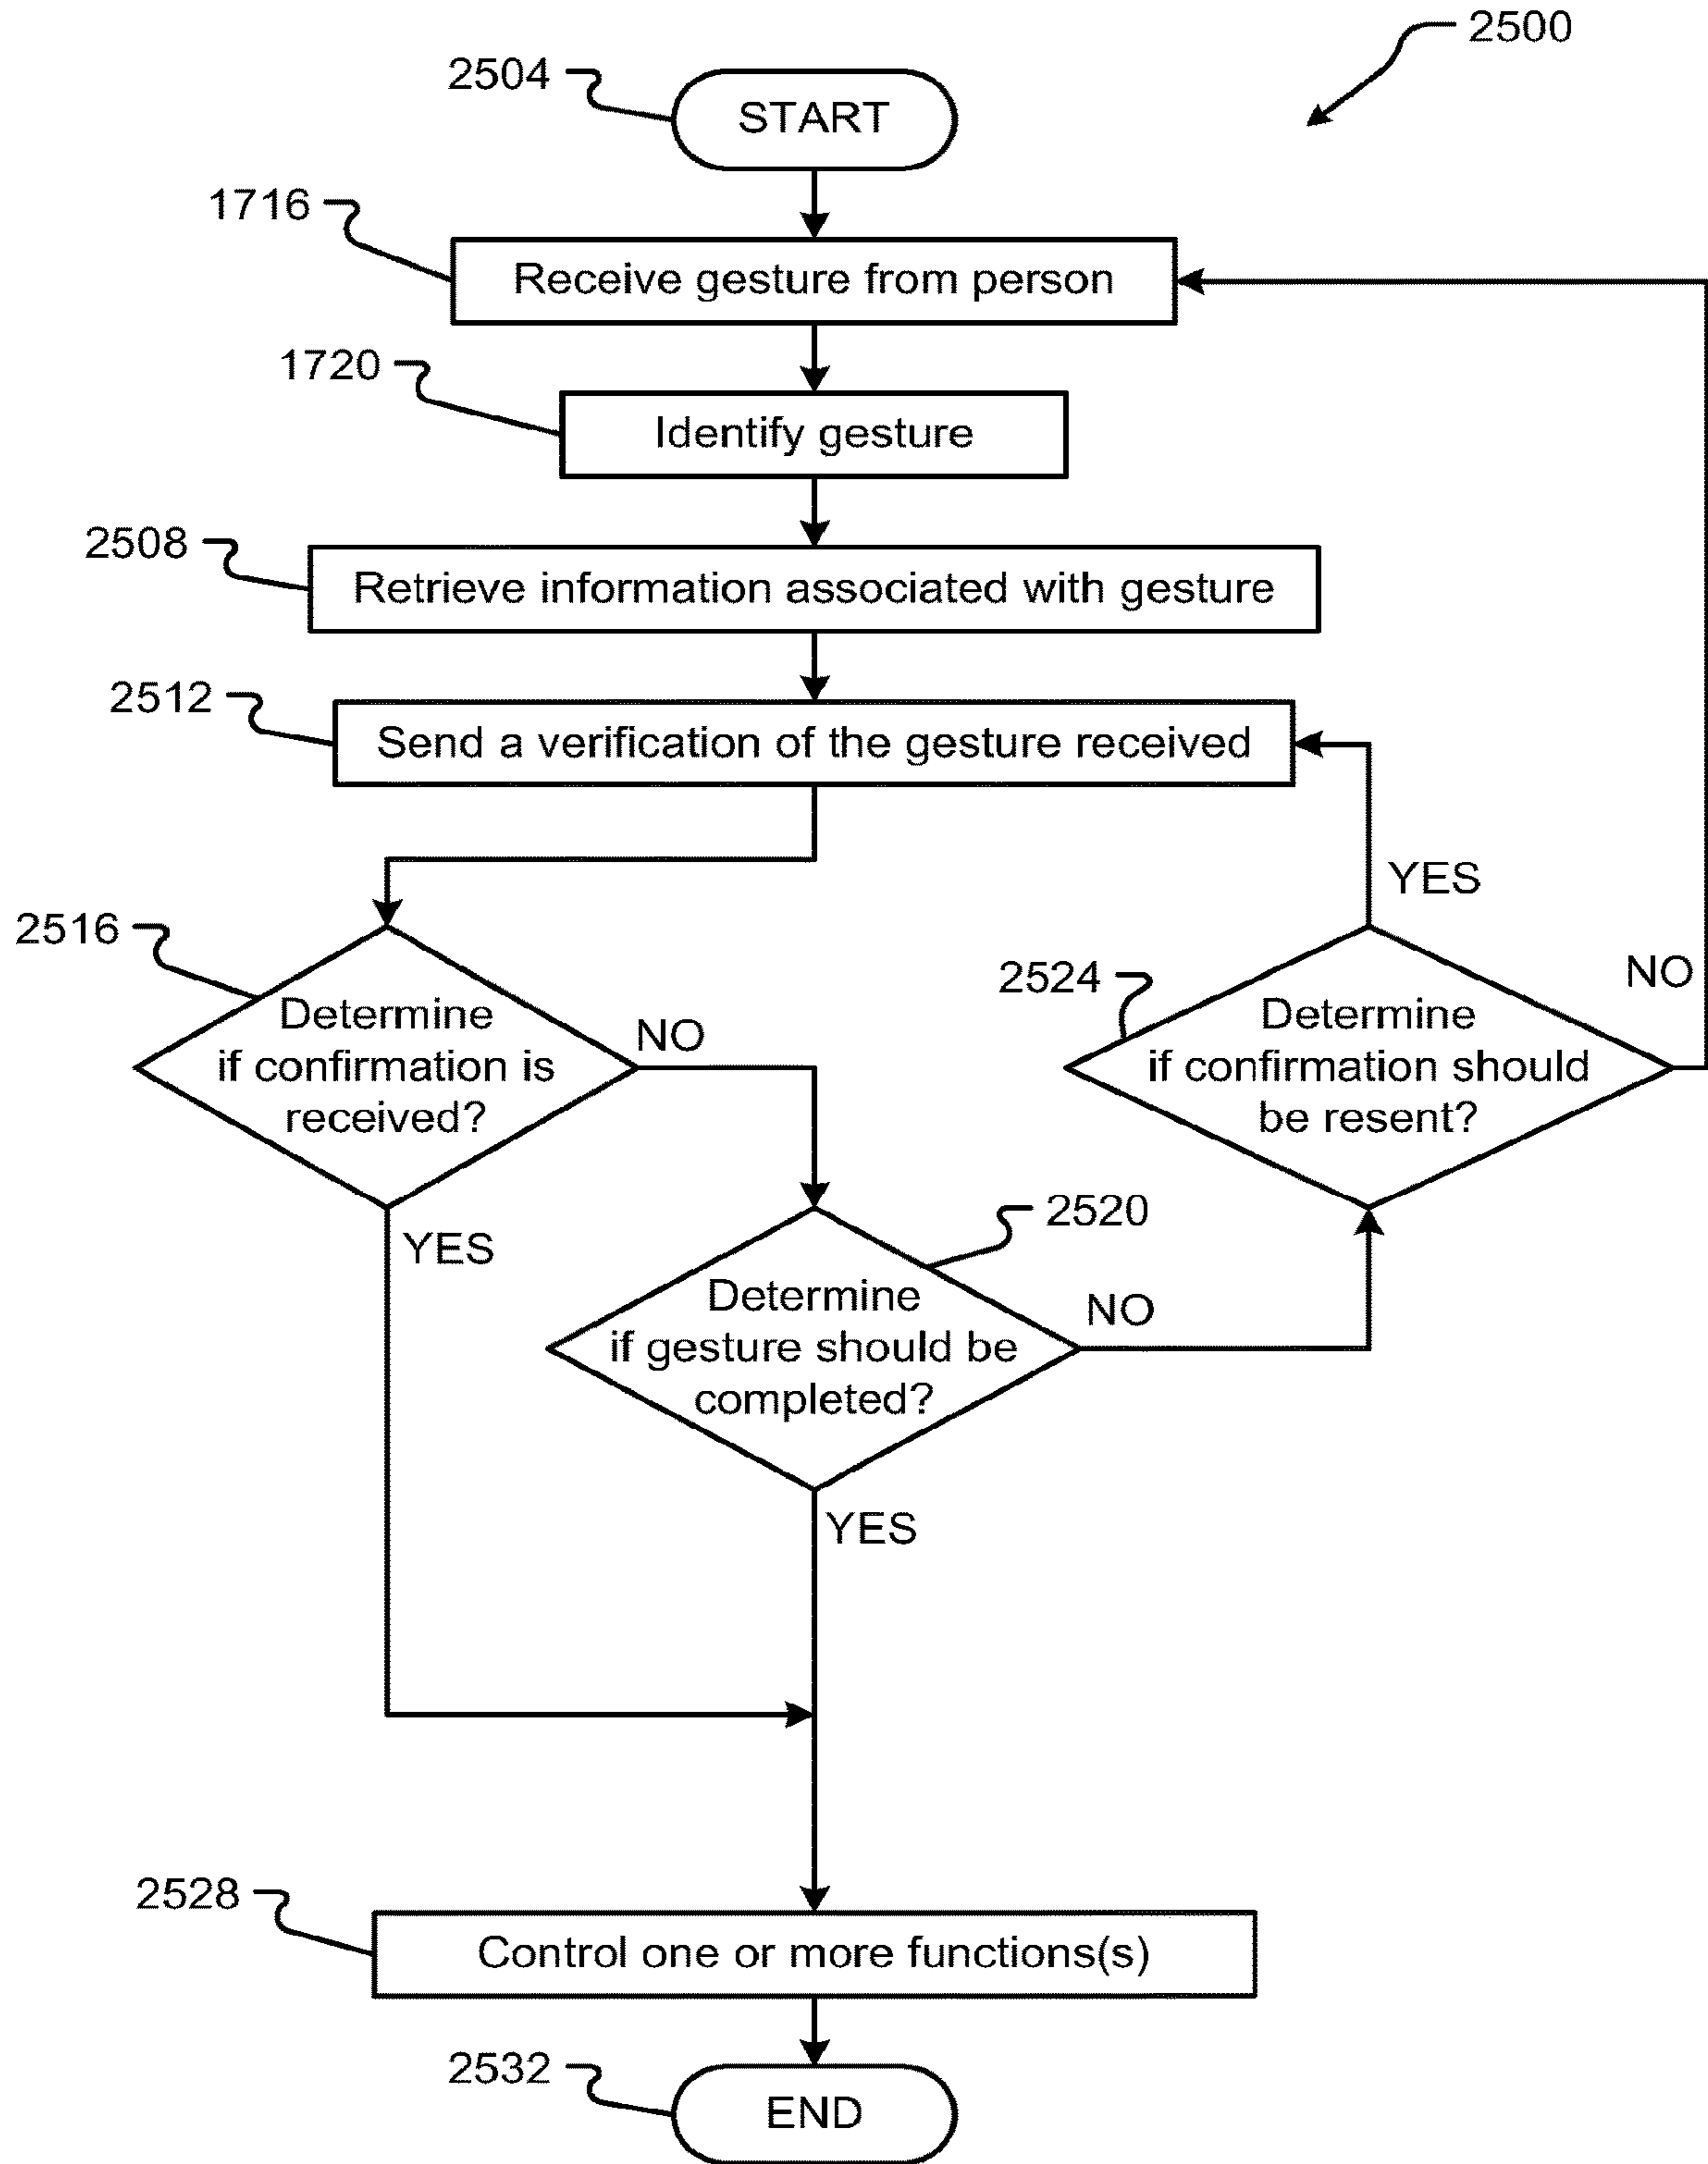 2500
2504
START
1716
Receive gesture from person
1720
Identify gesture
2508
Retrieve information associated with gesture
2512
Send a verification of the gesture received
YES
2516
2524
NO
Determine
if confirmation is
received?
NO
Determine
if confirmation should
be resent?
YES
2520
Determine
if gesture should be
completed?
NO
YES
2528
Control one or more functions(s)
2532
END